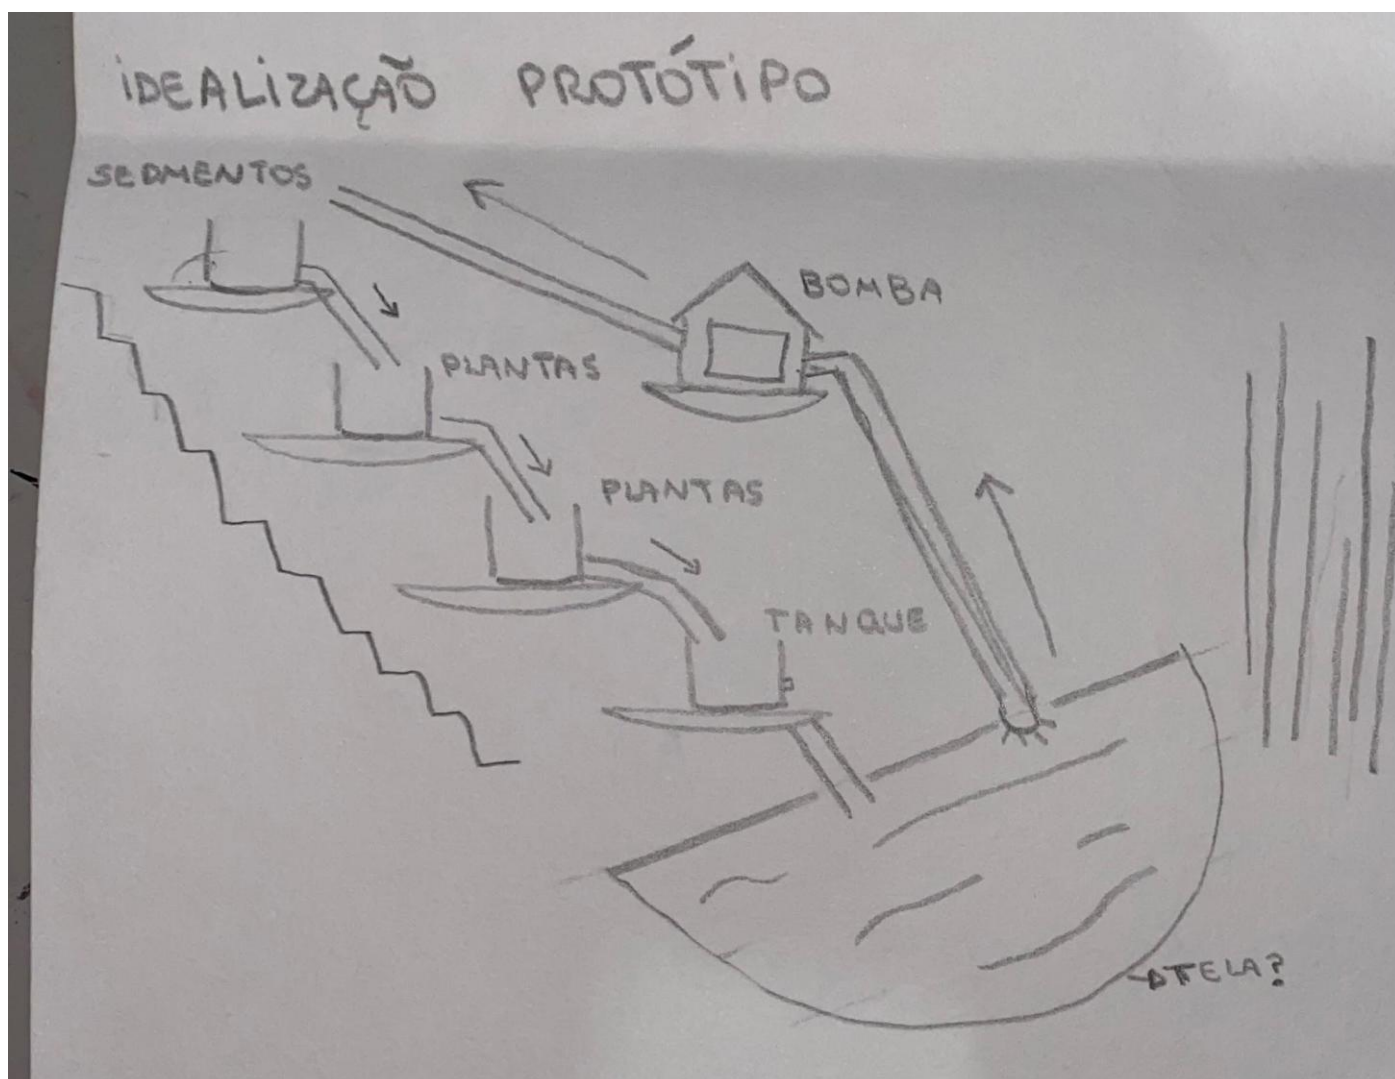 iDEALiZAÇÃO PROTÓTiPO
SEDMENTOS
BOMBA
PLANTAS
PLANTAS
TANQUE
TELA?